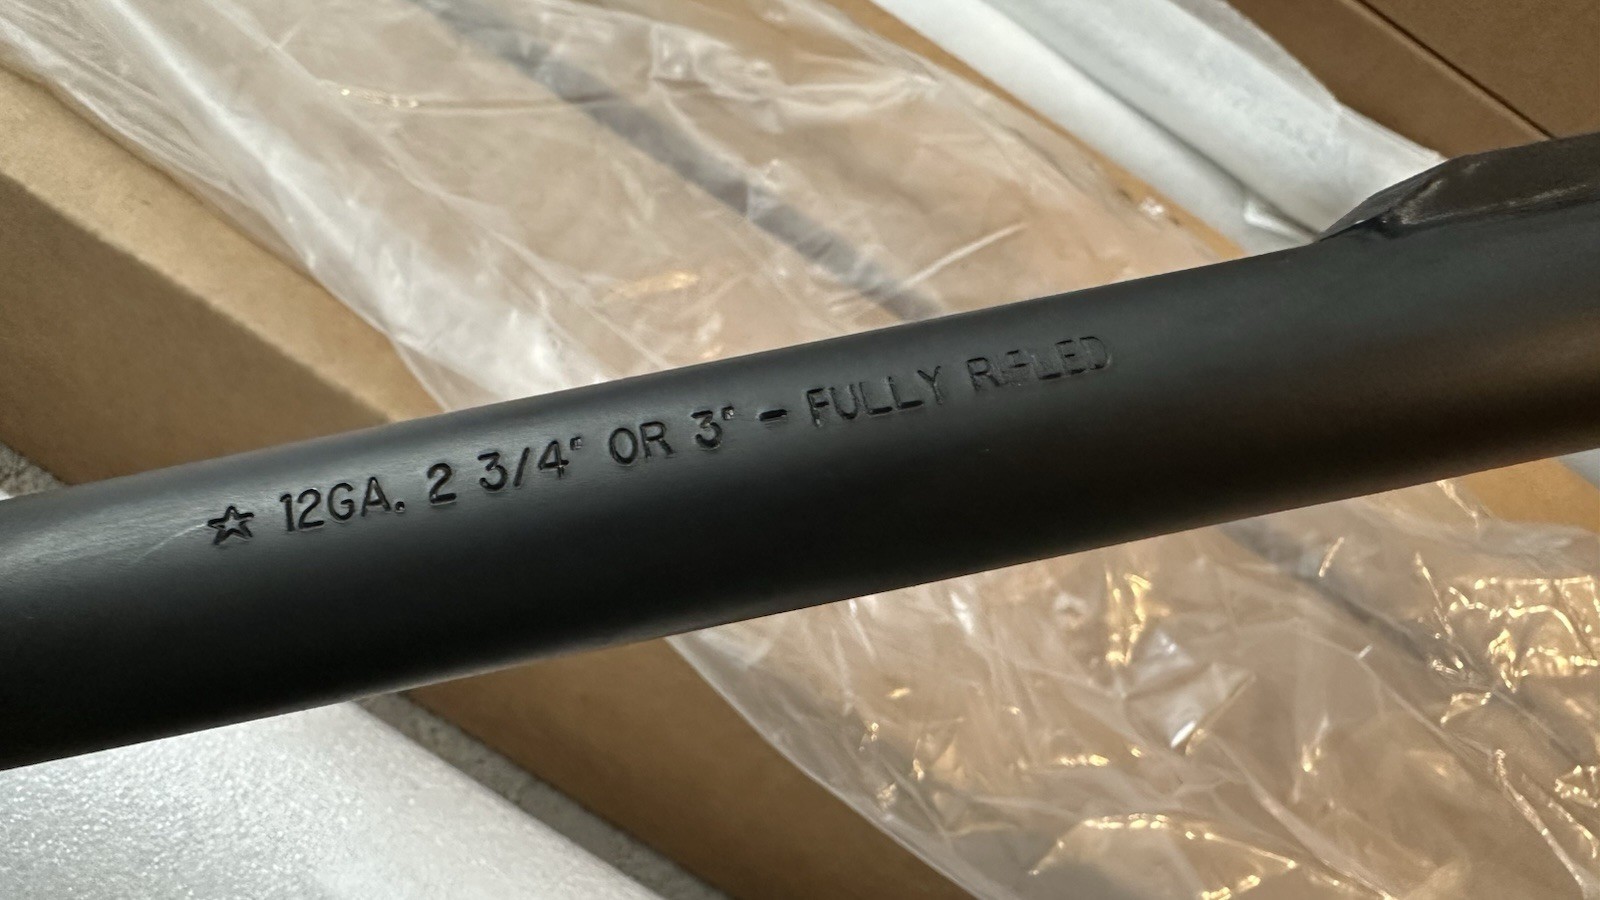 ☆ 12GA. 2 3/4" OR 3" - FULLY RIFLED